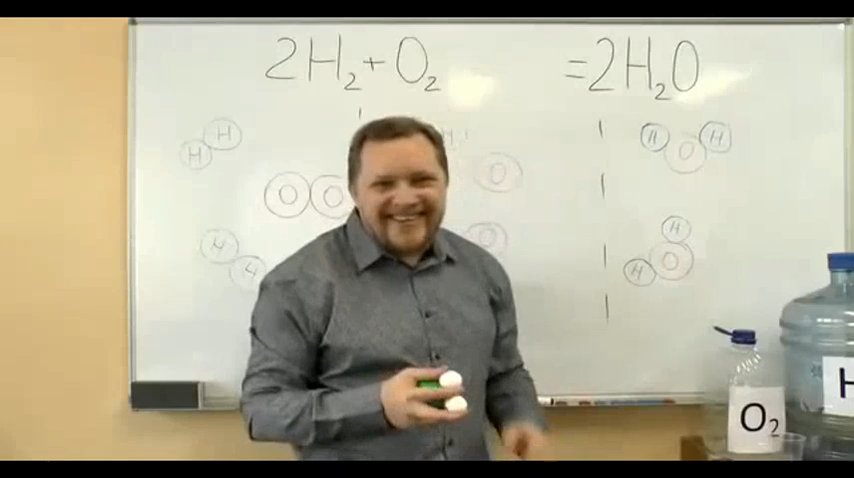 2H₂+O₂ =2H₂O
H H H H
O O O O
H H O O H
H H O
O₂ H